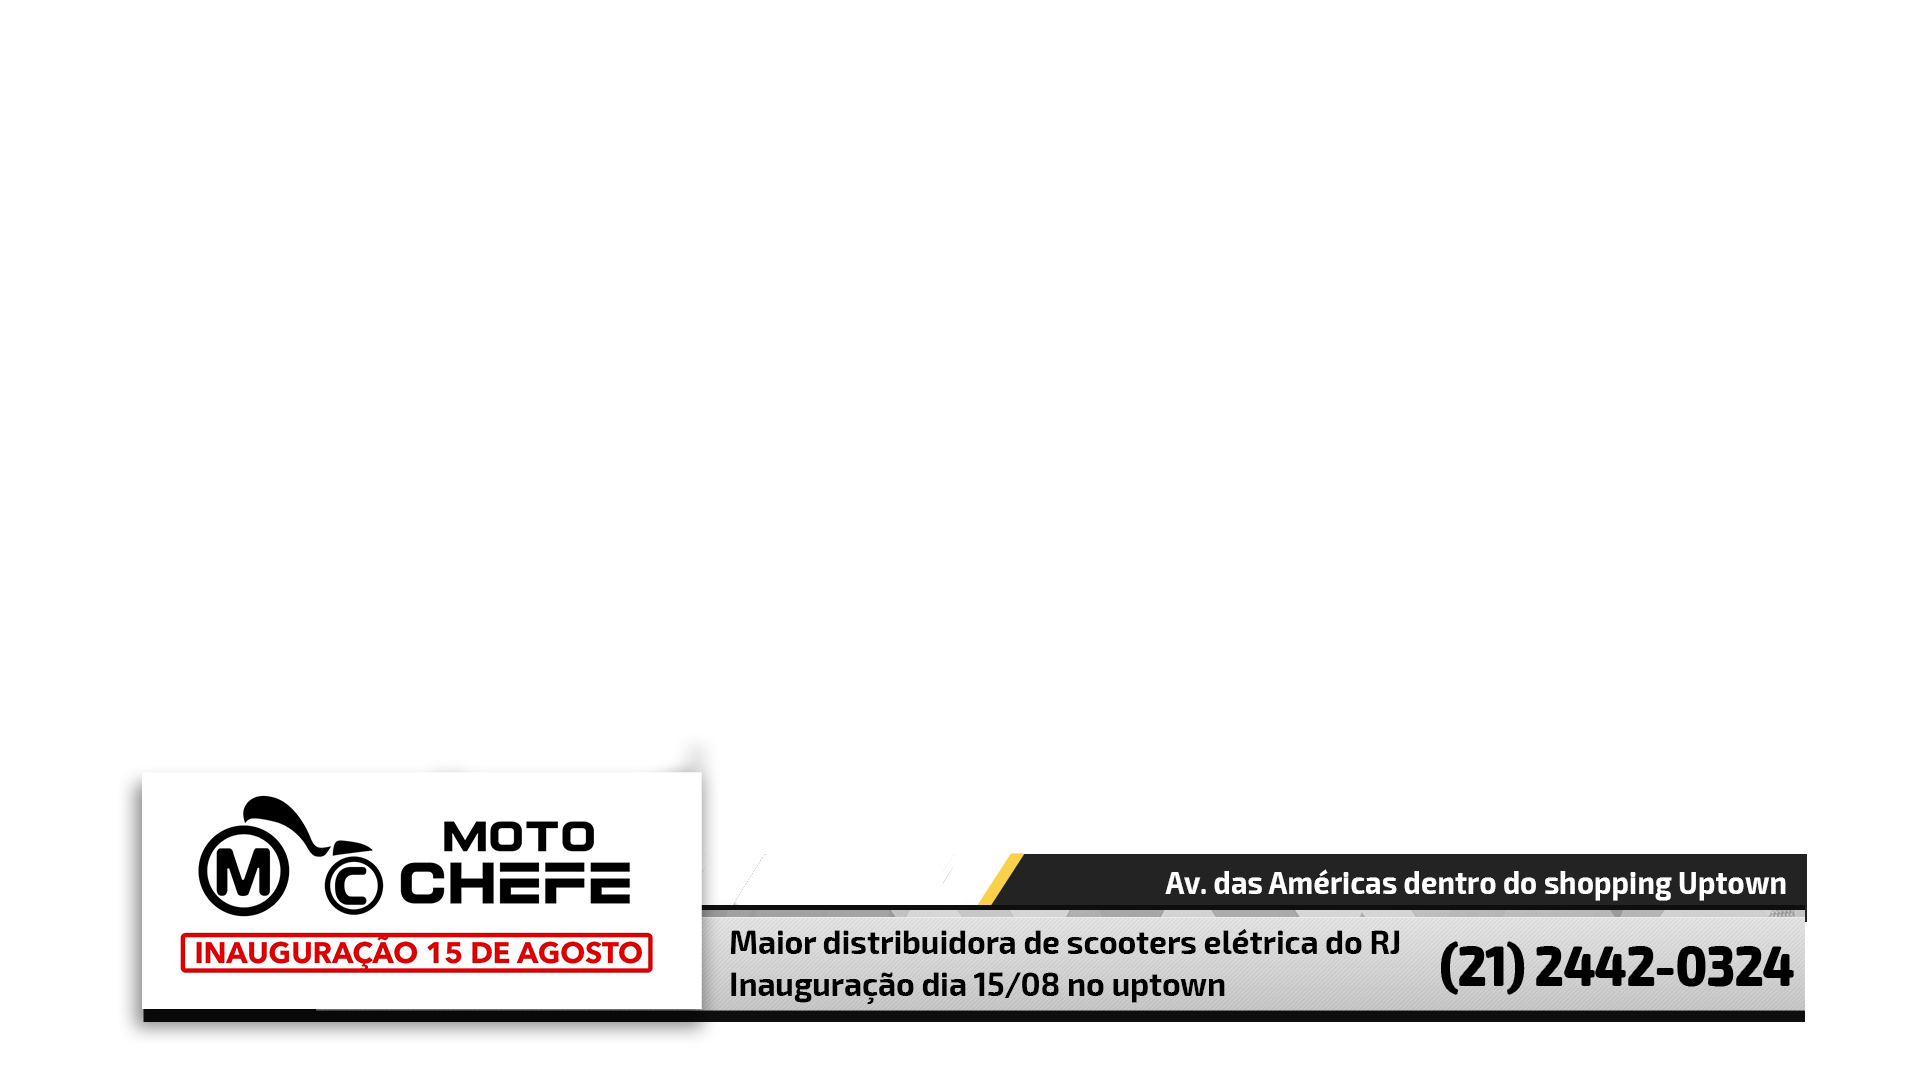 M C MOTO
CHEFE
INAUGURAÇÃO 15 DE AGOSTO
Av. das Américas dentro do shopping Uptown
Maior distribuidora de scooters elétrica do RJ
Inauguração dia 15/08 no uptown
(21) 2442-0324